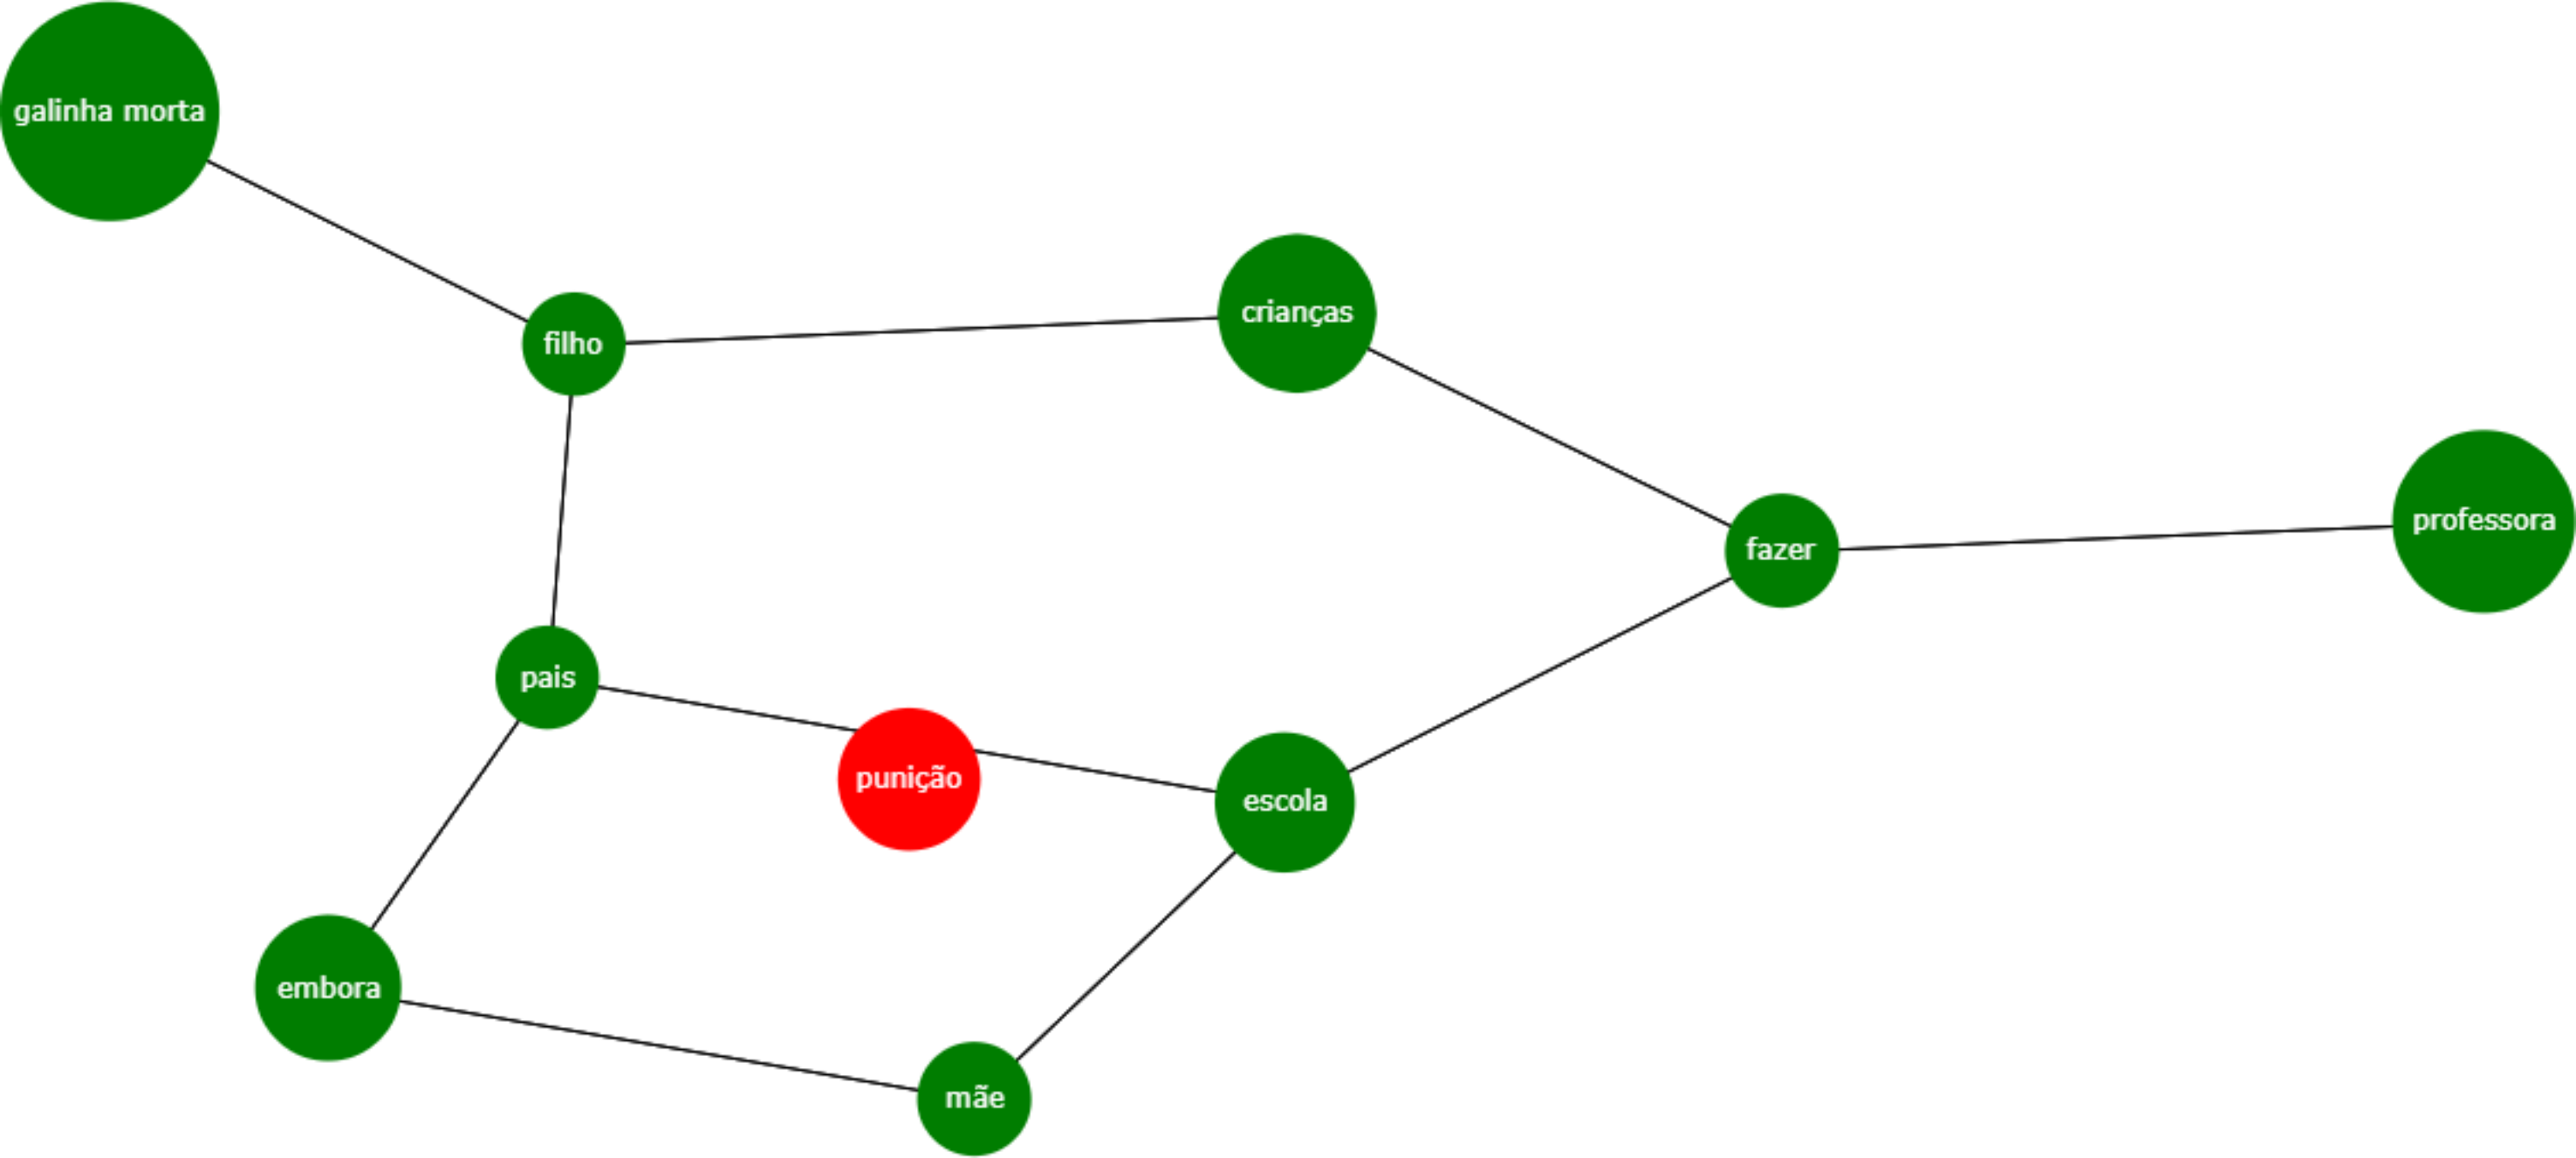 galinha morta
crianças
filho
professora
fazer
pais
punição
escola
embora
mãe